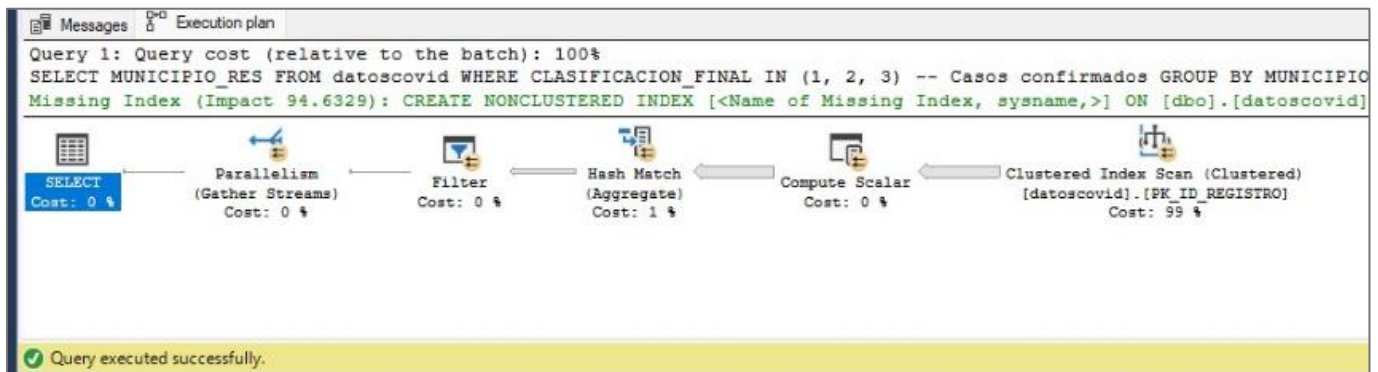 Messages Execution plan
Query 1: Query cost (relative to the batch): 100%
SELECT MUNICIPIO_RES FROM datoscovid WHERE CLASIFICACION_FINAL IN (1, 2, 3) -- Casos confirmados GROUP BY MUNICIPIO
Missing Index (Impact 94.6329): CREATE NONCLUSTERED INDEX [<Name of Missing Index, sysname,>] ON [dbo].[datoscovid]
SELECT
Cost: 0 %
Parallelism
(Gather Streams)
Cost: 0 %
Filter
Cost: 0 %
Hash Match
(Aggregate)
Cost: 1 %
Compute Scalar
Cost: 0 %
Clustered Index Scan (Clustered)
[datoscovid].[PK_ID_REGISTRO]
Cost: 99 %
Query executed successfully.